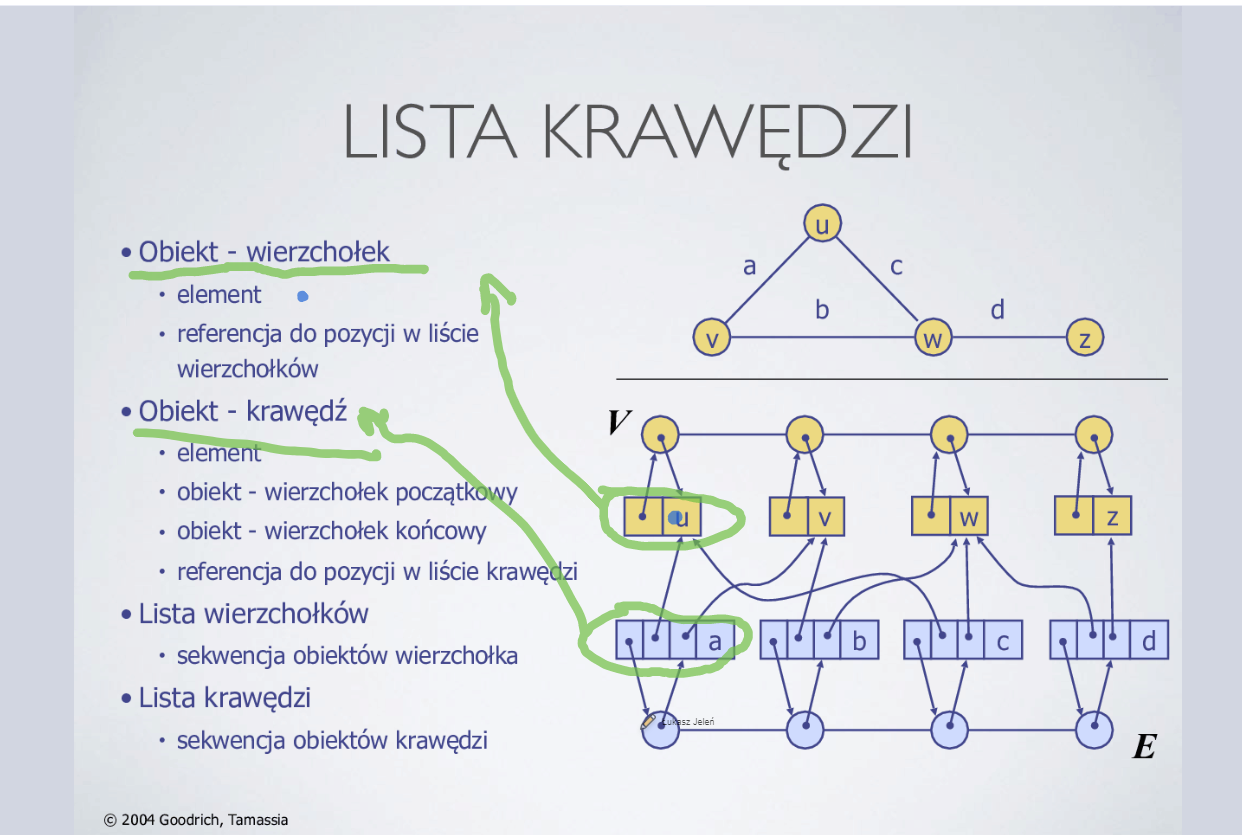 LISTA KRAWĘDZI
• Obiekt - wierzchołek
• element
• referencja do pozycji w liście
wierzchołków
• Obiekt - krawędź
• element
• obiekt - wierzchołek początkowy
• obiekt - wierzchołek końcowy
• referencja do pozycji w liście krawędzi
• Lista wierzchołków
• sekwencja obiektów wierzchołka
• Lista krawędzi
• sekwencja obiektów krawędzi
© 2004 Goodrich, Tamassia
u
a c
b d
v w z
V
u v w z
a b c d
Łukasz Jeleń
E